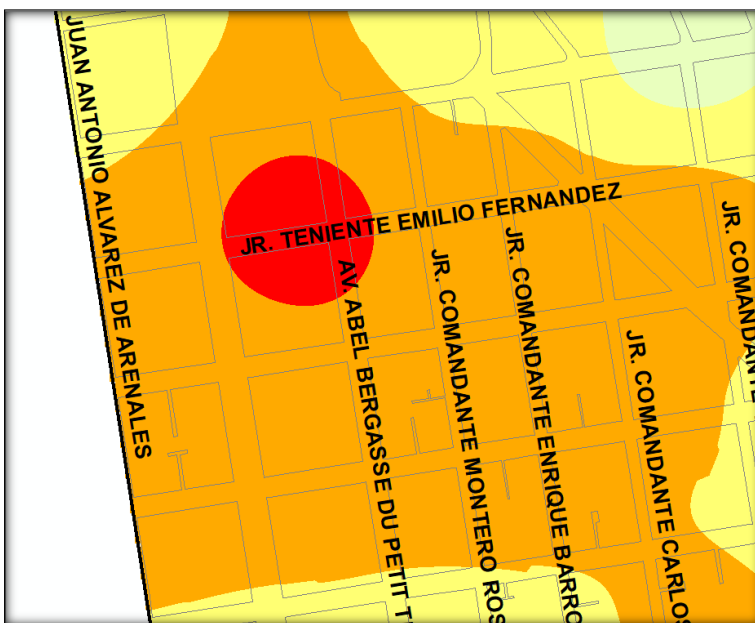 JUAN ANTONIO ALVAREZ DE ARENALES
JR. TENIENTE EMILIO FERNANDEZ
AV. ABEL BERGASSE DU PETIT T
JR. COMANDANTE MONTERO ROS
JR. COMANDANTE ENRIQUE BARRO
JR. COMANDANTE CARLOS
JR. COMANDANTE